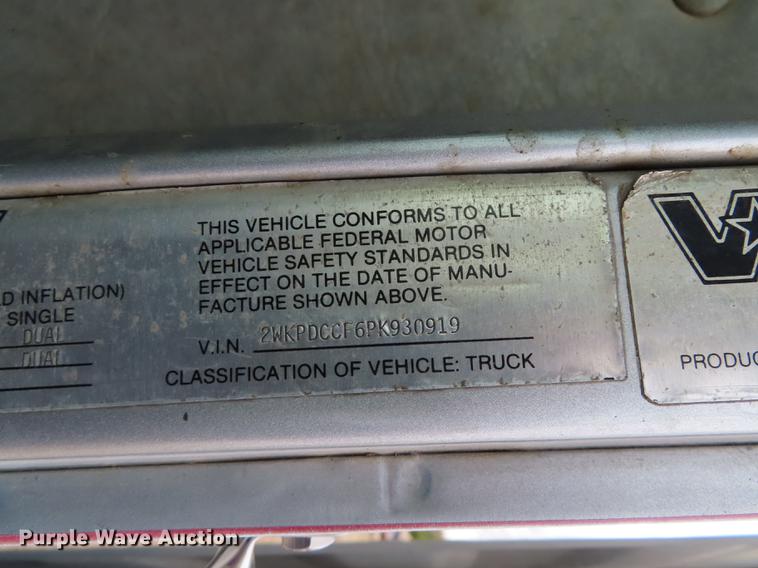 THIS VEHICLE CONFORMS TO ALL
APPLICABLE FEDERAL MOTOR
VEHICLE SAFETY STANDARDS IN
EFFECT ON THE DATE OF MANU-
FACTURE SHOWN ABOVE.
D INFLATION)
SINGLE
DUAL
DUAL
V.I.N. 2WKPDCCF6PK930919
CLASSIFICATION OF VEHICLE: TRUCK
PRODUC
Purple Wave Auction